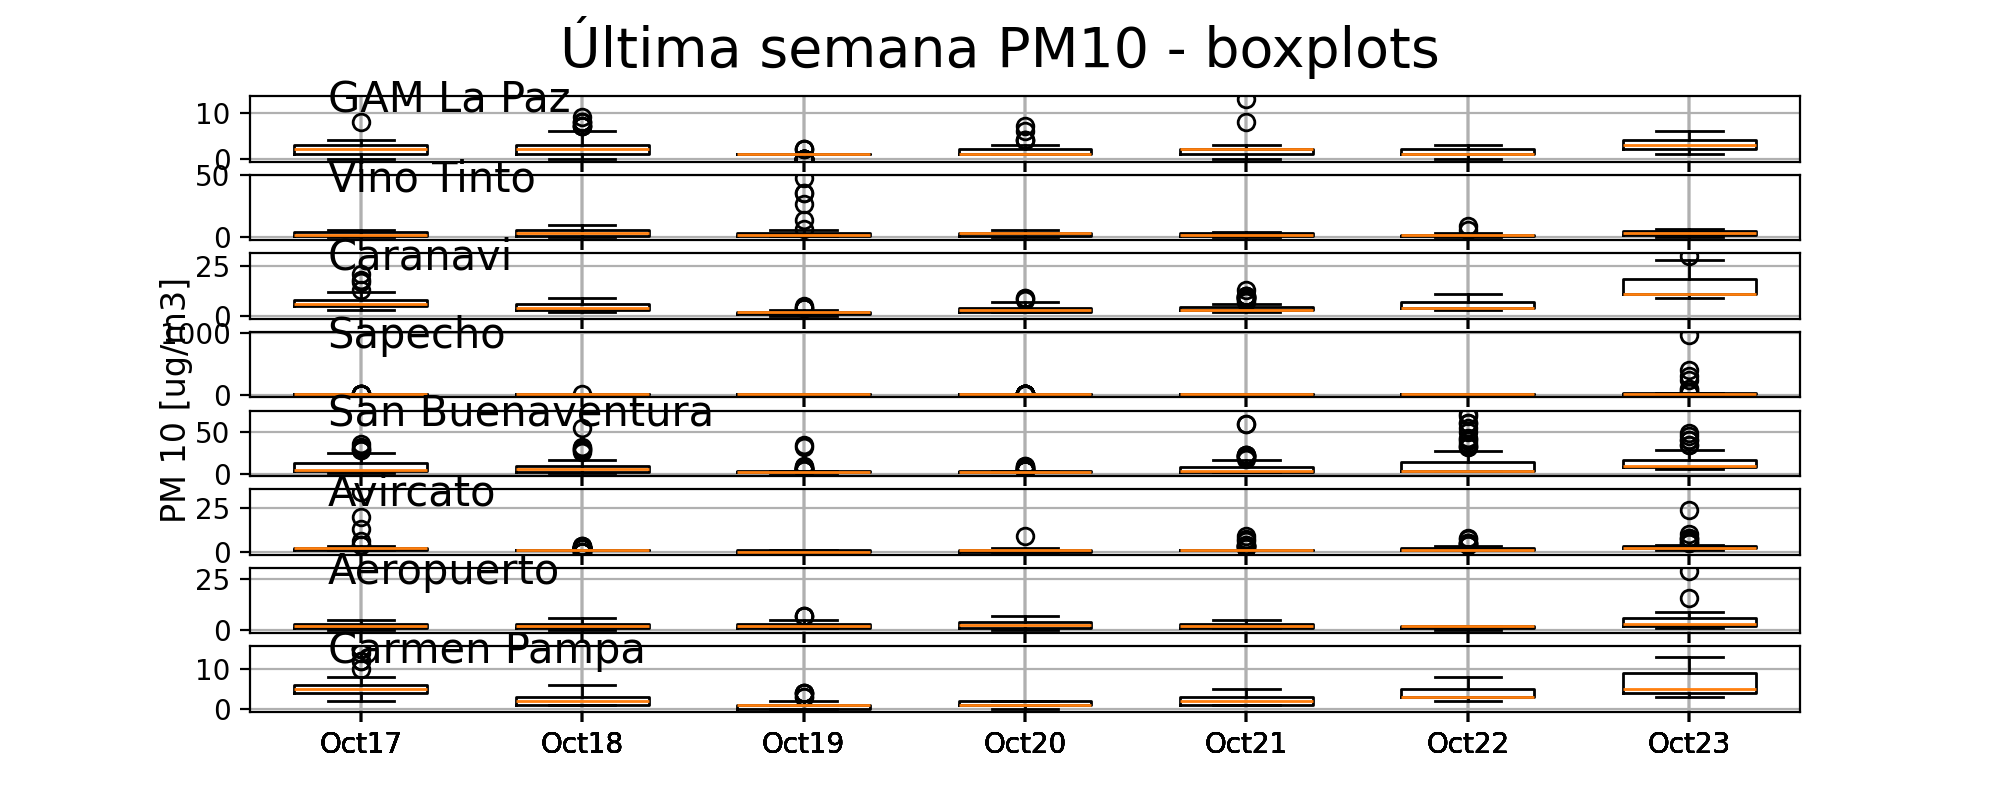 Última semana PM10 - boxplots
PM 10 [ug/m3]
GAM La Paz
10
0
Vino Tinto
50
0
Caranavi
25
0
Sapecho
1000
0
San Buenaventura
50
0
Avircato
25
0
Aeropuerto
25
0
Carmen Pampa
10
0
Oct17 Oct18 Oct19 Oct20 Oct21 Oct22 Oct23